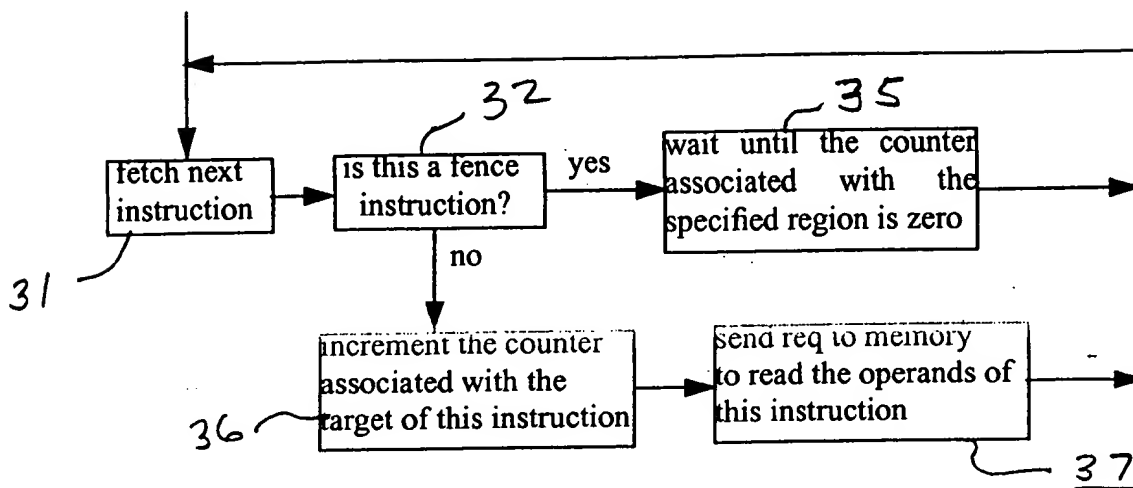 32
35
fetch next
instruction
is this a fence
instruction?
yes
wait until the counter
associated with the
specified region is zero
31
no
increment the counter
associated with the
target of this instruction
send req to memory
to read the operands of
this instruction
36
37